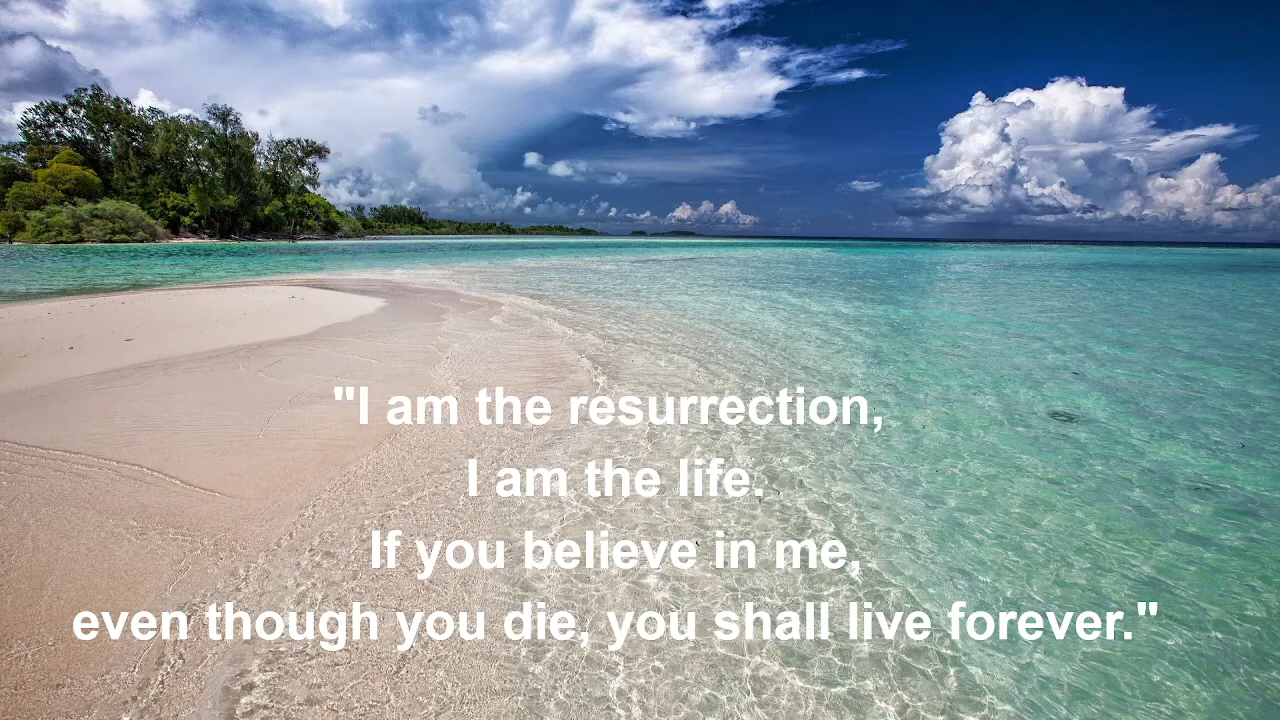 "I am the resurrection,
I am the life.
If you believe in me,
even though you die, you shall live forever."